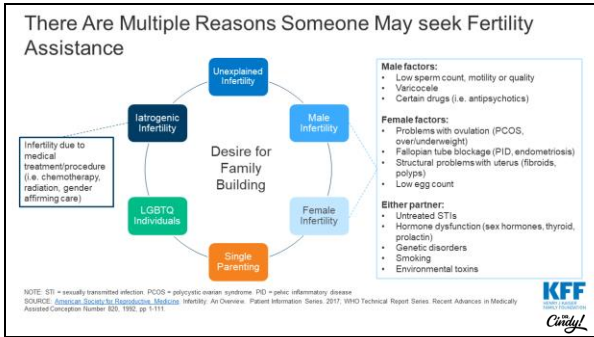 There Are Multiple Reasons Someone May seek Fertility
Assistance
Unexplained
Infertility
Iatrogenic
Infertility
Male
Infertility
Infertility due to
medical
treatment/procedure
(i.e. chemotherapy,
radiation, gender
affirming care)
Desire for
Family
Building
LGBTQ
Individuals
Female
Infertility
Single
Parenting
Male factors:
• Low sperm count, motility or quality
• Varicocele
• Certain drugs (i.e. antipsychotics)
Female factors:
• Problems with ovulation (PCOS,
over/underweight)
• Fallopian tube blockage (PID, endometriosis)
• Structural problems with uterus (fibroids,
polyps)
• Low egg count
Either partner:
• Untreated STIs
• Hormone dysfunction (sex hormones, thyroid,
prolactin)
• Genetic disorders
• Smoking
• Environmental toxins
NOTE: STI = sexually transmitted infection. PCOS = polycystic ovarian syndrome. PID = pelvic inflammatory disease
SOURCE: American Society for Reproductive Medicine. Infertility: An Overview. Patient Information Series. 2017. WHO Technical Report Series. Recent Advances in Medically
Assisted Conception Number 820, 1992, pp 1-111.
KFF
HENRY J KAISER
FAMILY FOUNDATION
DR.
Cindy!